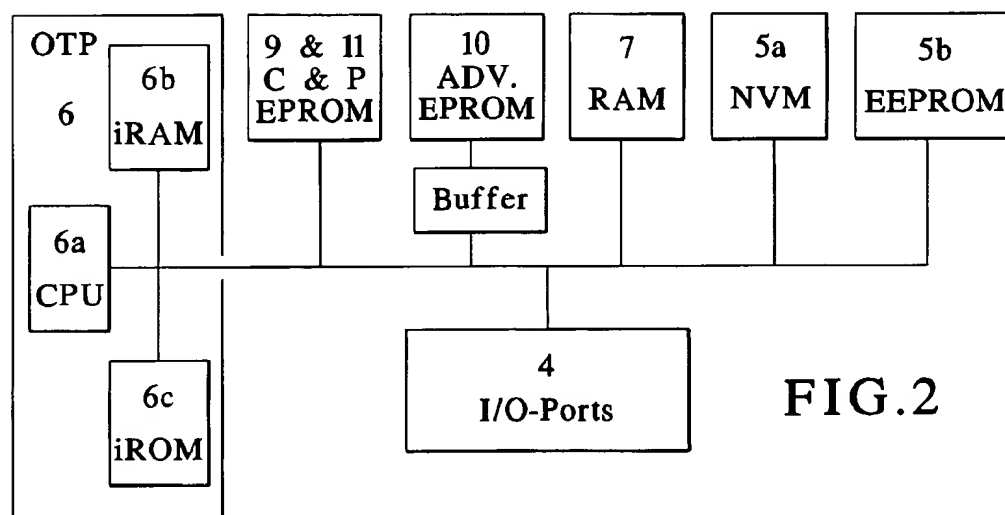 OTP
6
6b
iRAM
6a
CPU
6c
iROM
9 & 11
C & P
EPROM
10
ADV.
EPROM
Buffer
7
RAM
5a
NVM
5b
EEPROM
4
I/O-Ports
FIG.2